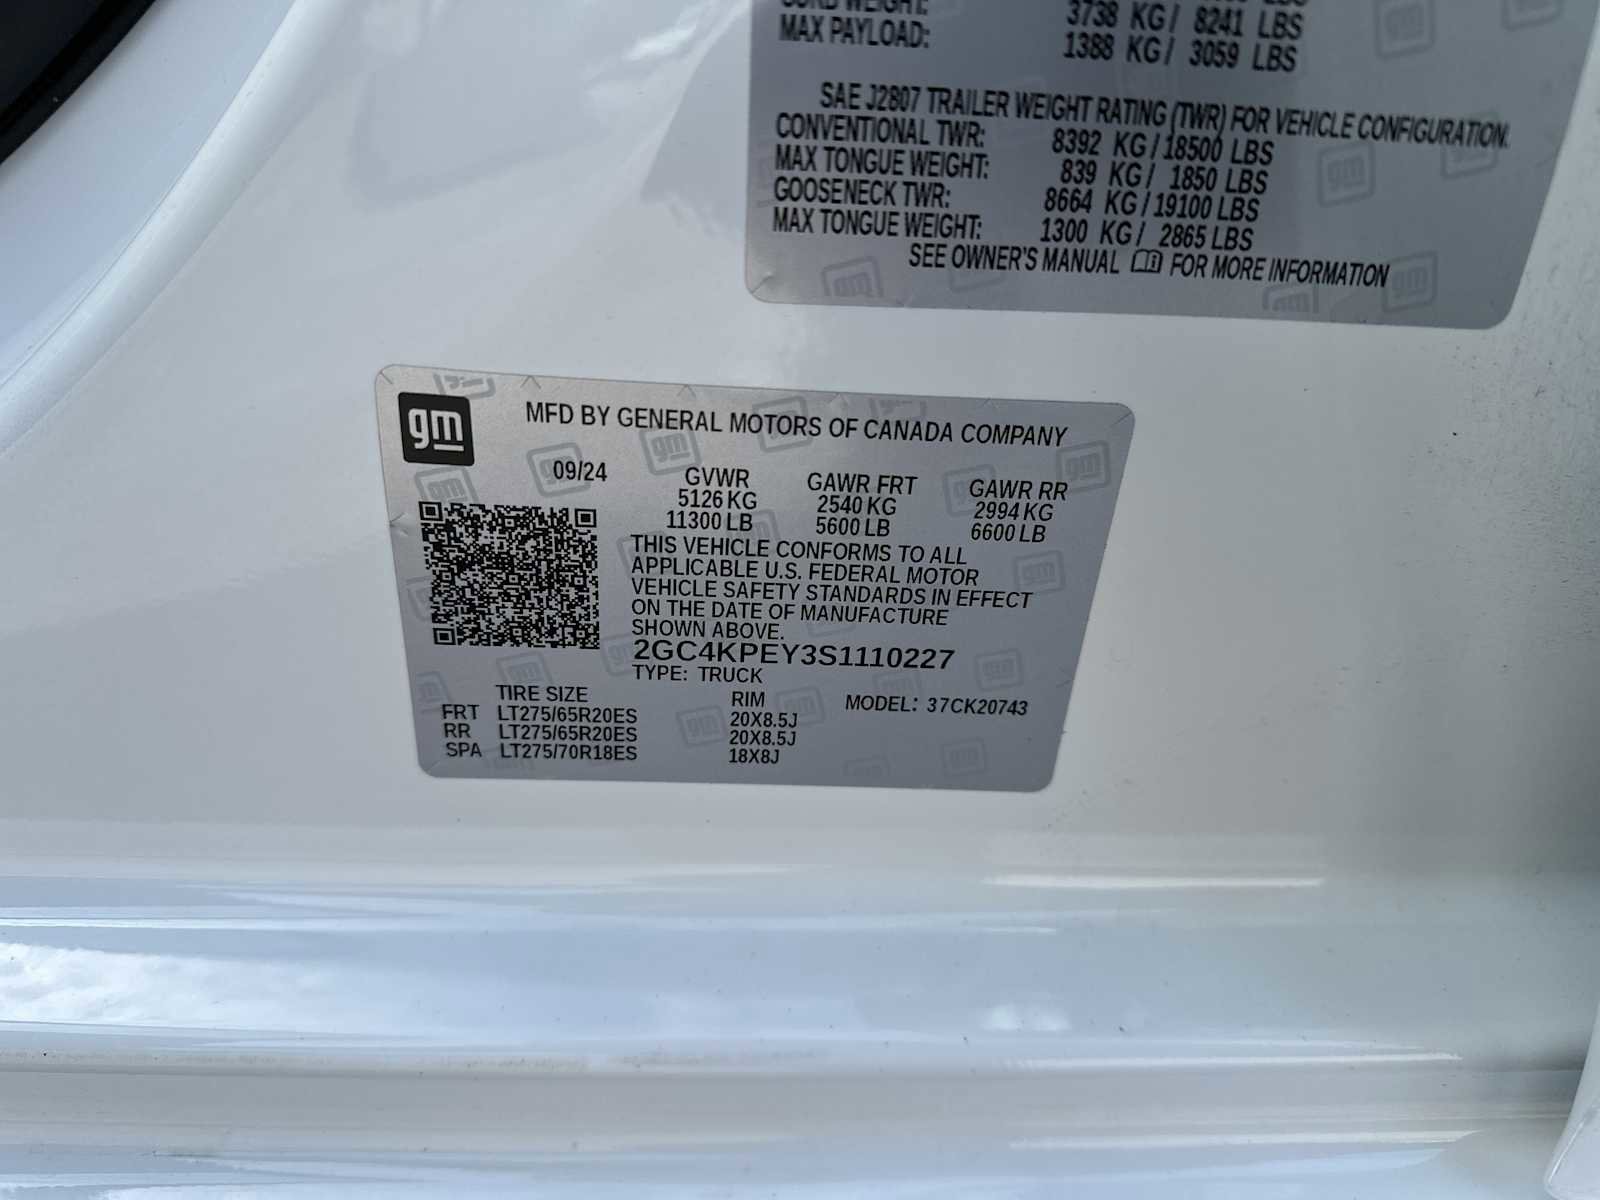 CURB WEIGHT: 3738 KG / 8241 LBS
MAX PAYLOAD: 1388 KG / 3059 LBS
SAE J2807 TRAILER WEIGHT RATING (TWR) FOR VEHICLE CONFIGURATION.
CONVENTIONAL TWR: 8392 KG / 18500 LBS
MAX TONGUE WEIGHT: 839 KG / 1850 LBS
GOOSENECK TWR: 8664 KG / 19100 LBS
MAX TONGUE WEIGHT: 1300 KG / 2865 LBS
SEE OWNER'S MANUAL FOR MORE INFORMATION
gm
MFD BY GENERAL MOTORS OF CANADA COMPANY
09/24 GVWR GAWR FRT GAWR RR
5126 KG 2540 KG 2994 KG
11300 LB 5600 LB 6600 LB
THIS VEHICLE CONFORMS TO ALL
APPLICABLE U.S. FEDERAL MOTOR
VEHICLE SAFETY STANDARDS IN EFFECT
ON THE DATE OF MANUFACTURE
SHOWN ABOVE.
2GC4KPEY3S1110227
TYPE: TRUCK
TIRE SIZE RIM MODEL: 37CK20743
FRT LT275/65R20ES 20X8.5J
RR LT275/65R20ES 20X8.5J
SPA LT275/70R18ES 18X8J